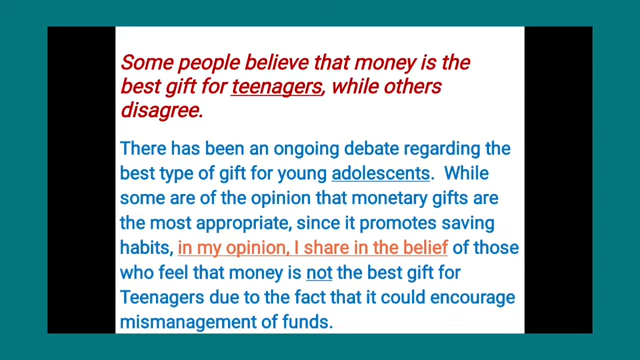 Some people believe that money is the
best gift for teenagers, while others
disagree.
There has been an ongoing debate regarding the
best type of gift for young adolescents. While
some are of the opinion that monetary gifts are
the most appropriate, since it promotes saving
habits, in my opinion, I share in the belief of those
who feel that money is not the best gift for
Teenagers due to the fact that it could encourage
mismanagement of funds.